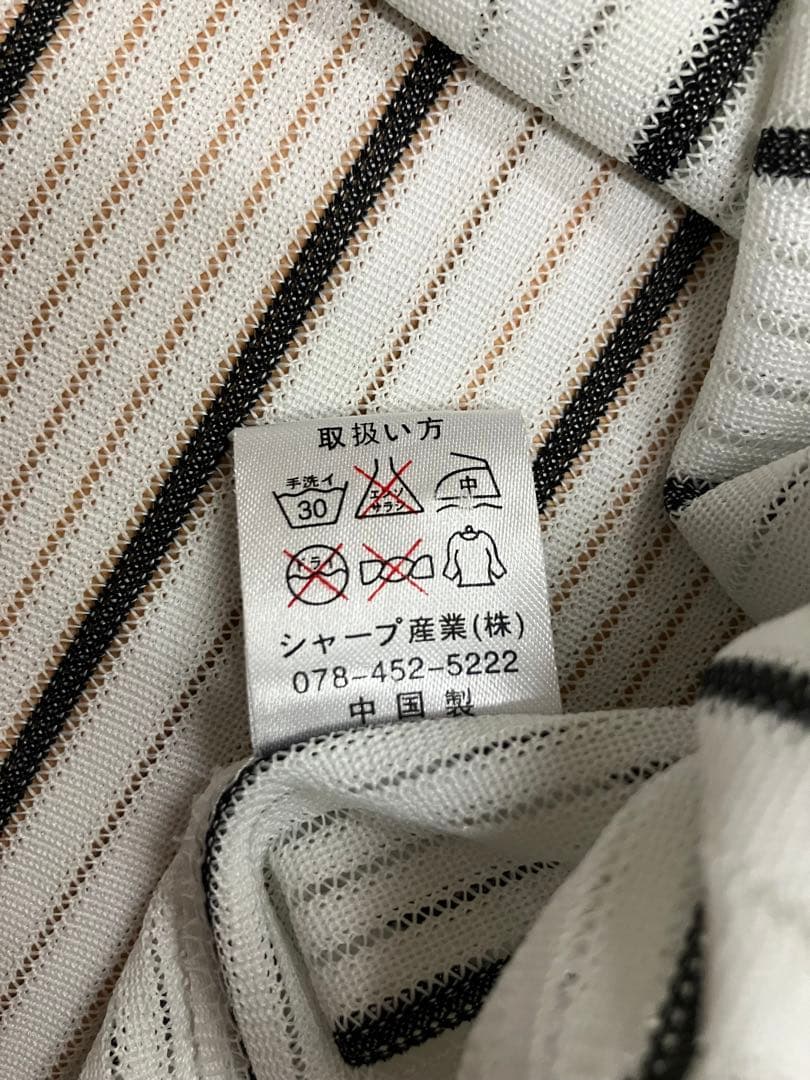 取扱い方
手洗イ
30
エンソ
サラシ
中
ドライ
シャープ産業(株)
078-452-5222
中国製